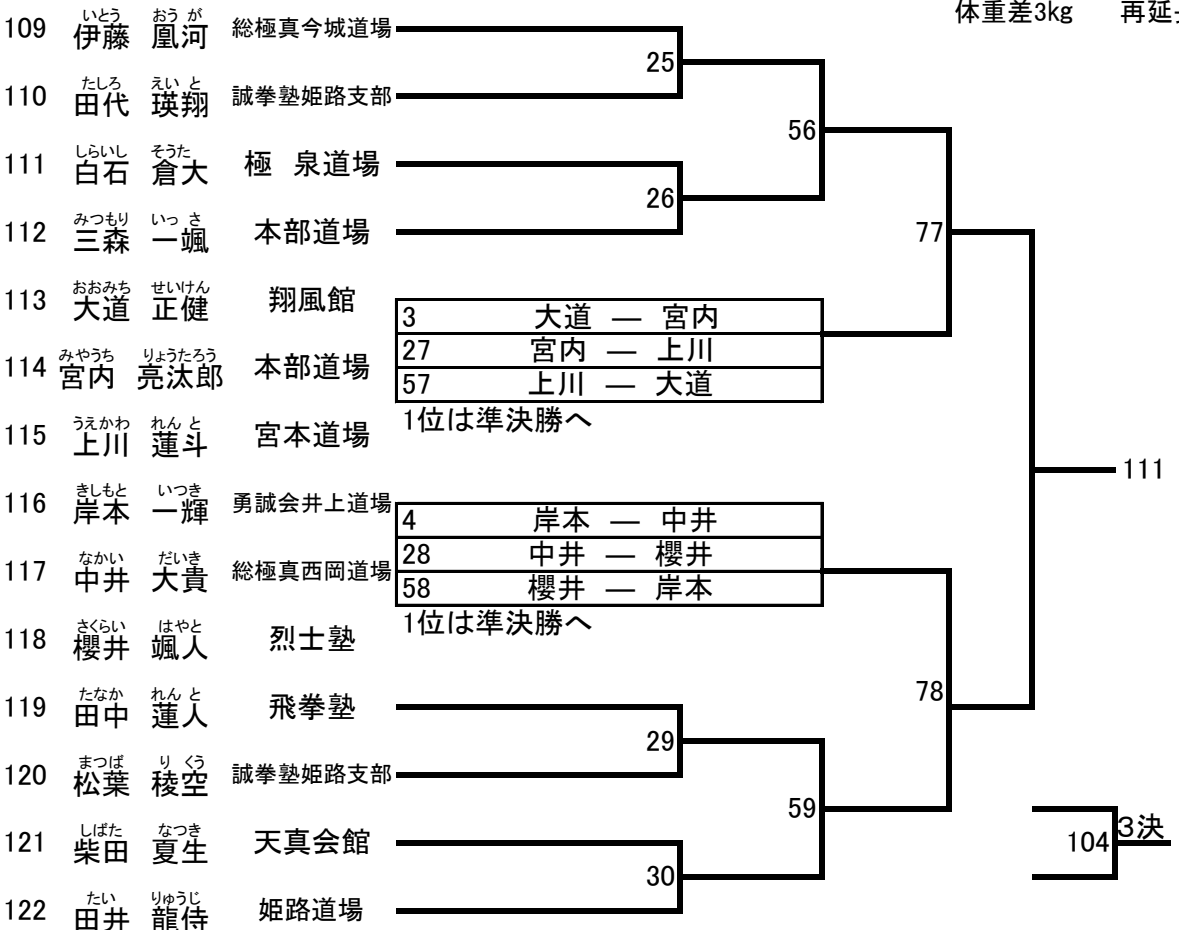 体重差3kg 再延
いとう おうが
109 伊藤 凰河 総極真今城道場
25
たしろ えいと
110 田代 瑛翔 誠拳塾姫路支部
56
しらいし そうた
111 白石 倉大 極 泉道場
26
みつもり いっさ
112 三森 一颯 本部道場
77
おおみち せいけん
113 大道 正健 翔風館
3 大道 ― 宮内
みやうち りょうたろう
114 宮内 亮汰郎 本部道場
27 宮内 ― 上川
57 上川 ― 大道
1位は準決勝へ
うえかわ れんと
115 上川 蓮斗 宮本道場
111
きしもと いつき
116 岸本 一輝 勇誠会井上道場
4 岸本 ― 中井
28 中井 ― 櫻井
なかい だいき
117 中井 大貴 総極真西岡道場
58 櫻井 ― 岸本
1位は準決勝へ
さくらい はやと
118 櫻井 颯人 烈士塾
78
たなか れんと
119 田中 蓮人 飛拳塾
29
まつば りくう
120 松葉 稜空 誠拳塾姫路支部
59
しばた なつき
121 柴田 夏生 天真会館
104 3決
30
たい りゅうじ
122 田井 龍侍 姫路道場